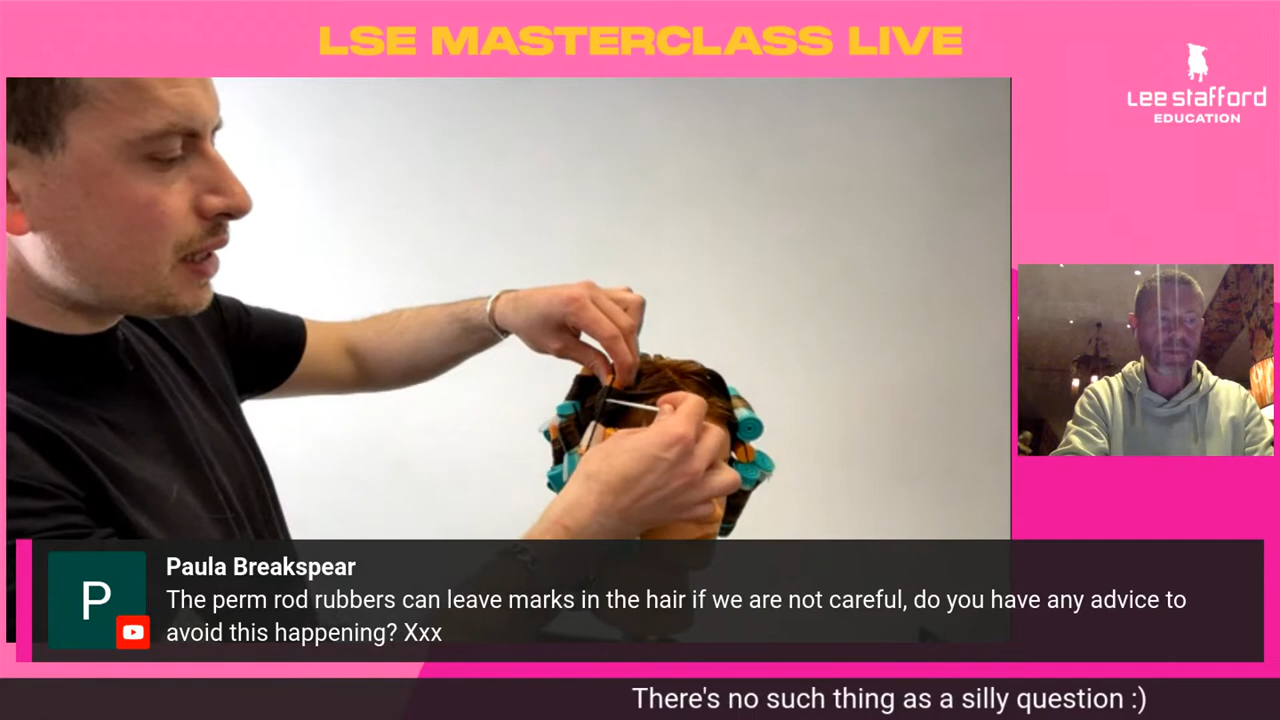 LSE MASTERCLASS LIVE
Lee Stafford
EDUCATION
P
Paula Breakspear
The perm rod rubbers can leave marks in the hair if we are not careful, do you have any advice to
avoid this happening? Xxx
There's no such thing as a silly question :)